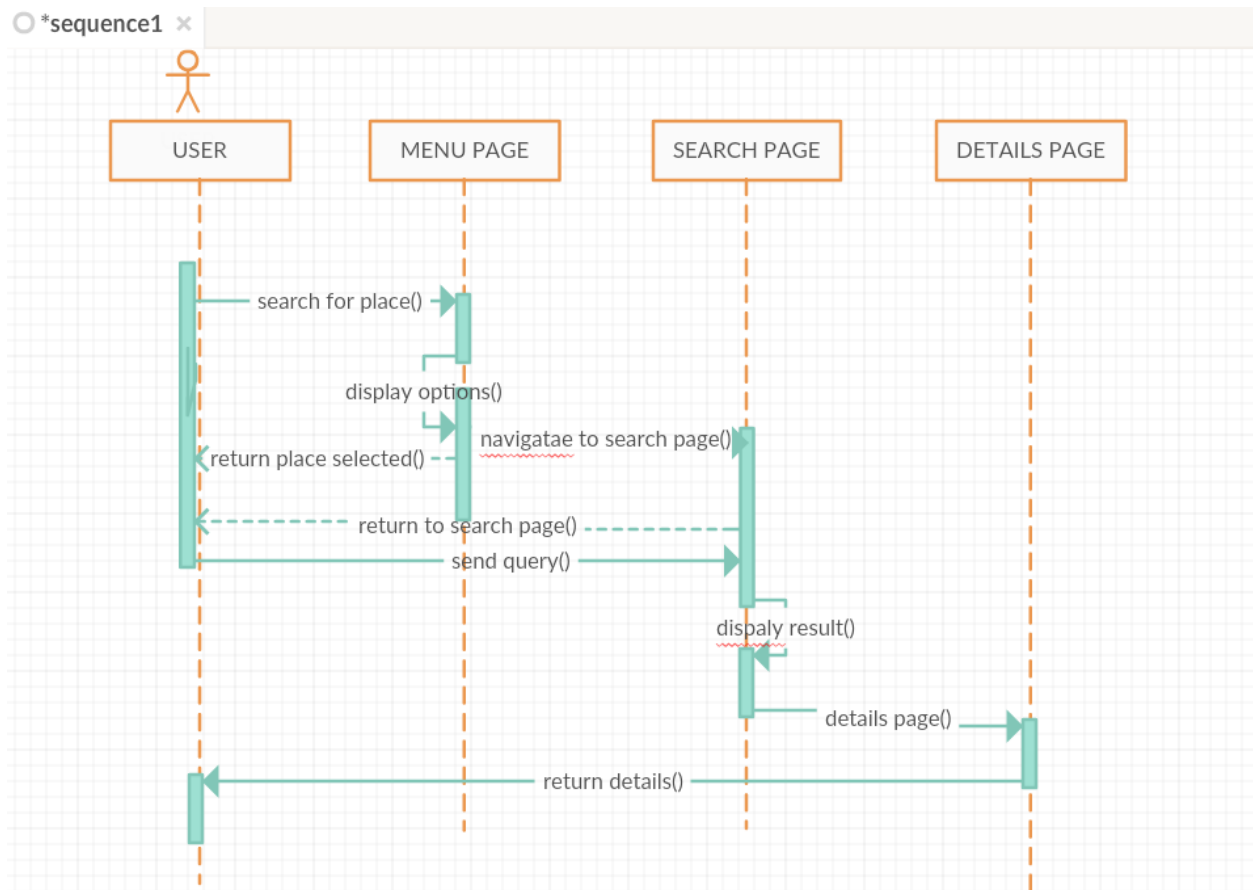 *sequence1
USER
MENU PAGE
SEARCH PAGE
DETAILS PAGE
search for place()
display options()
navigatae to search page()
return place selected()
return to search page()
send query()
dispaly result()
details page()
return details()